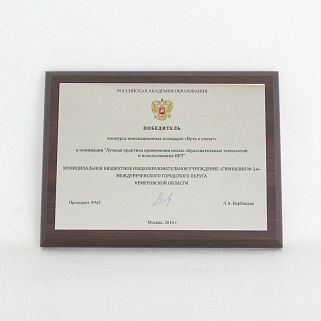 РОССИЙСКАЯ АКАДЕМИЯ ОБРАЗОВАНИЯ
ПОБЕДИТЕЛЬ
конкурса инновационных площадок «Путь к успеху!»
в номинации "Лучшая практика применения новых образовательных технологий
и использования ИКТ"
МУНИЦИПАЛЬНОЕ БЮДЖЕТНОЕ ОБЩЕОБРАЗОВАТЕЛЬНОЕ УЧРЕЖДЕНИЕ «ГИМНАЗИЯ № 24»
МЕЖДУРЕЧЕНСКОГО ГОРОДСКОГО ОКРУГА
КЕМЕРОВСКОЙ ОБЛАСТИ
Президент РАО Л.А. Вербицкая
Москва, 2016 г.